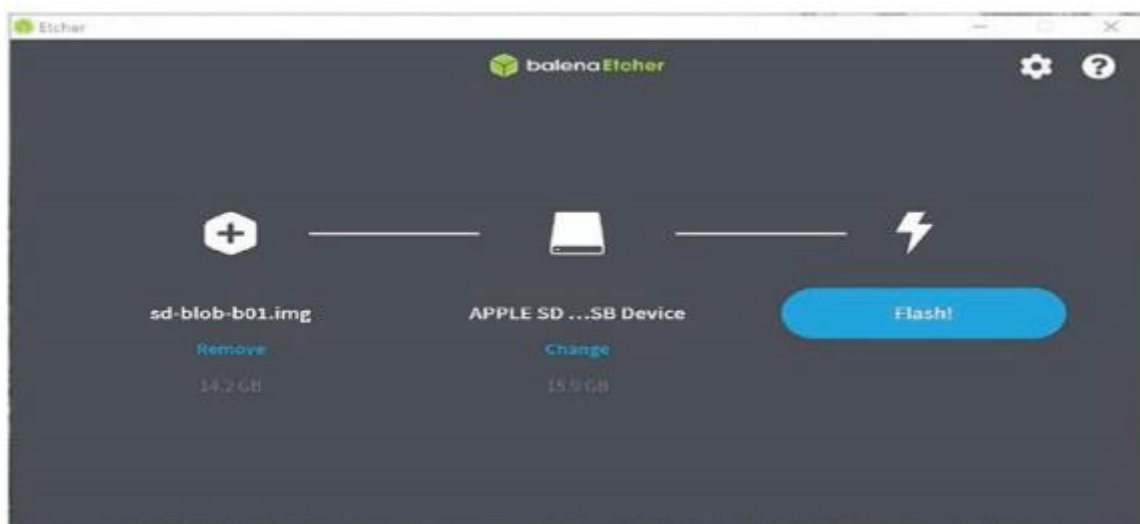 Etcher
balenaEtcher
sd-blob-b01.img
APPLE SD ...SB Device
Flash!
Remove
Change
14.2 GB
15.9 GB